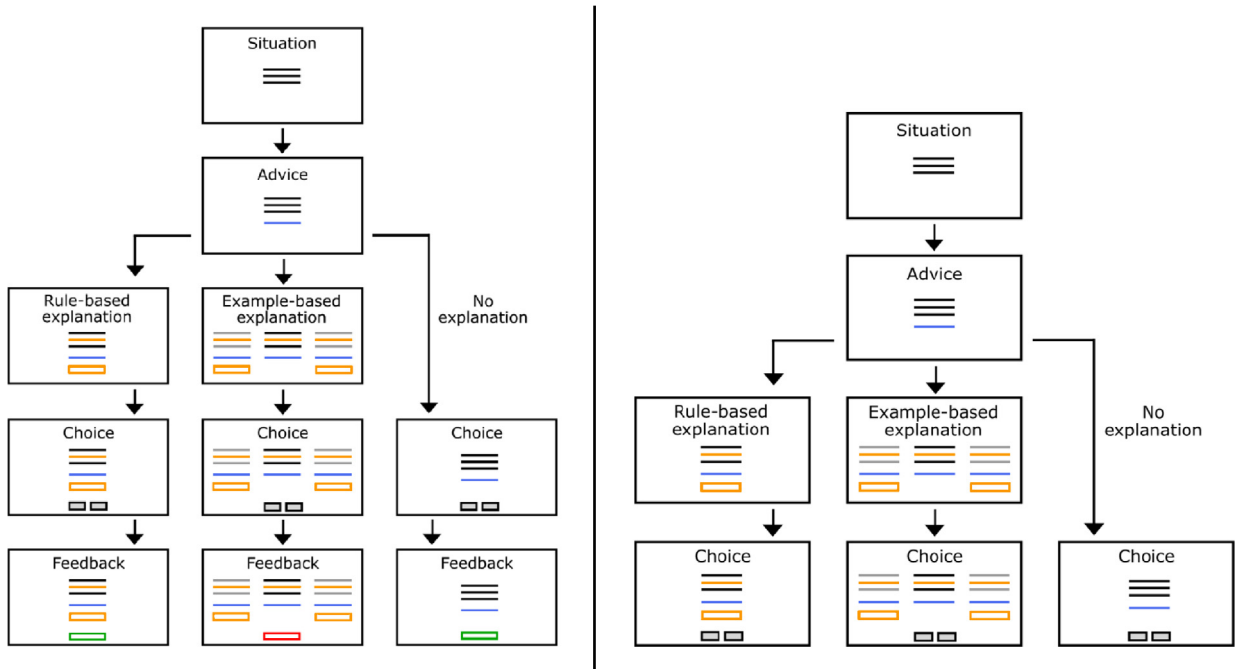 Situation
Advice
Rule-based
explanation
Example-based
explanation
No
explanation
Choice
Choice
Choice
Feedback
Feedback
Feedback
Situation
Advice
Rule-based
explanation
Example-based
explanation
No
explanation
Choice
Choice
Choice